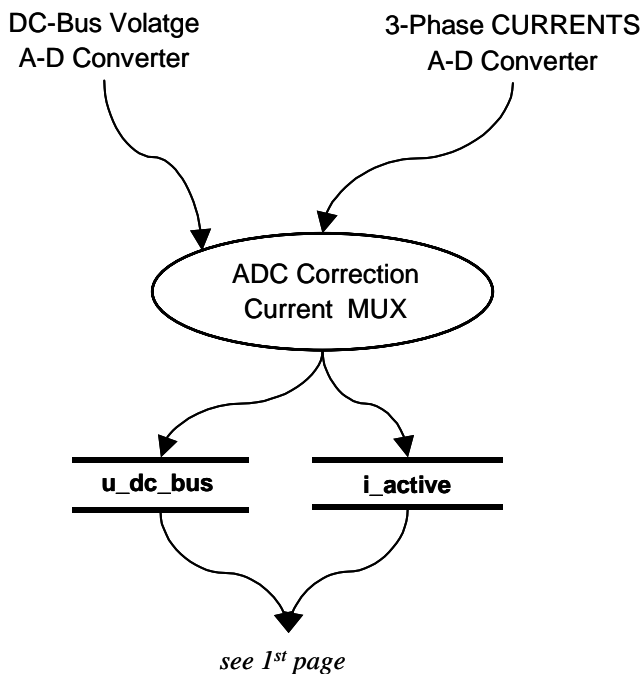 DC-Bus Volatge
A-D Converter
3-Phase CURRENTS
A-D Converter
ADC Correction
Current MUX
u_dc_bus
i_active
see 1st page